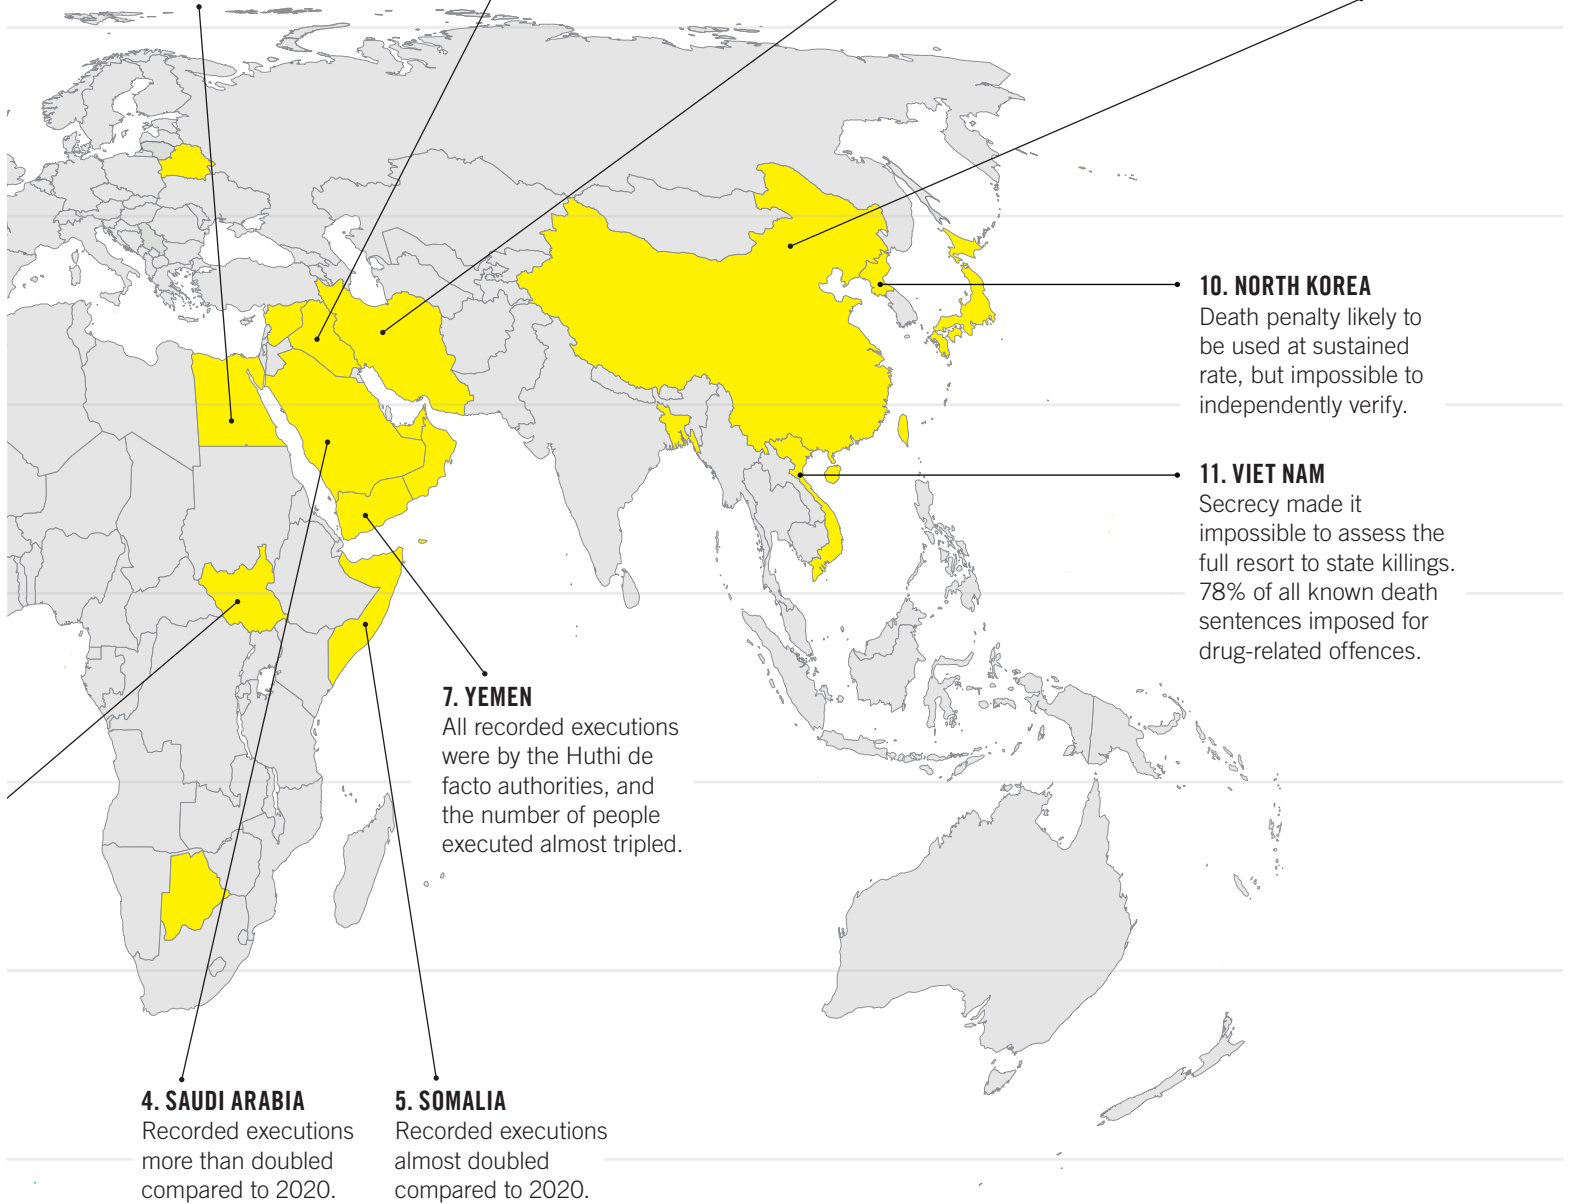 10. NORTH KOREA
Death penalty likely to
be used at sustained
rate, but impossible to
independently verify.
11. VIET NAM
Secrecy made it
impossible to assess the
full resort to state killings.
78% of all known death
sentences imposed for
drug-related offences.
7. YEMEN
All recorded executions
were by the Huthi de
facto authorities, and
the number of people
executed almost tripled.
4. SAUDI ARABIA
Recorded executions
more than doubled
compared to 2020.
5. SOMALIA
Recorded executions
almost doubled
compared to 2020.